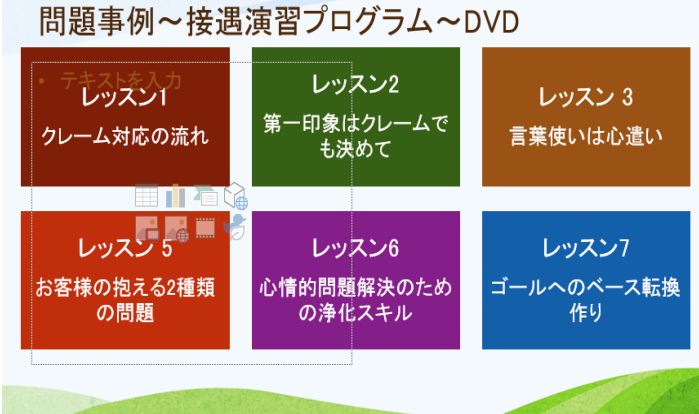 問題事例～接遇演習プログラム～DVD
• テキストを入力
レッスン1
クレーム対応の流れ
レッスン2
第一印象はクレームで
も決めて
レッスン 3
言葉使いは心遣い
レッスン 5
お客様の抱える2種類
の問題
レッスン6
心情的問題解決のため
の浄化スキル
レッスン7
ゴールへのベース転換
作り